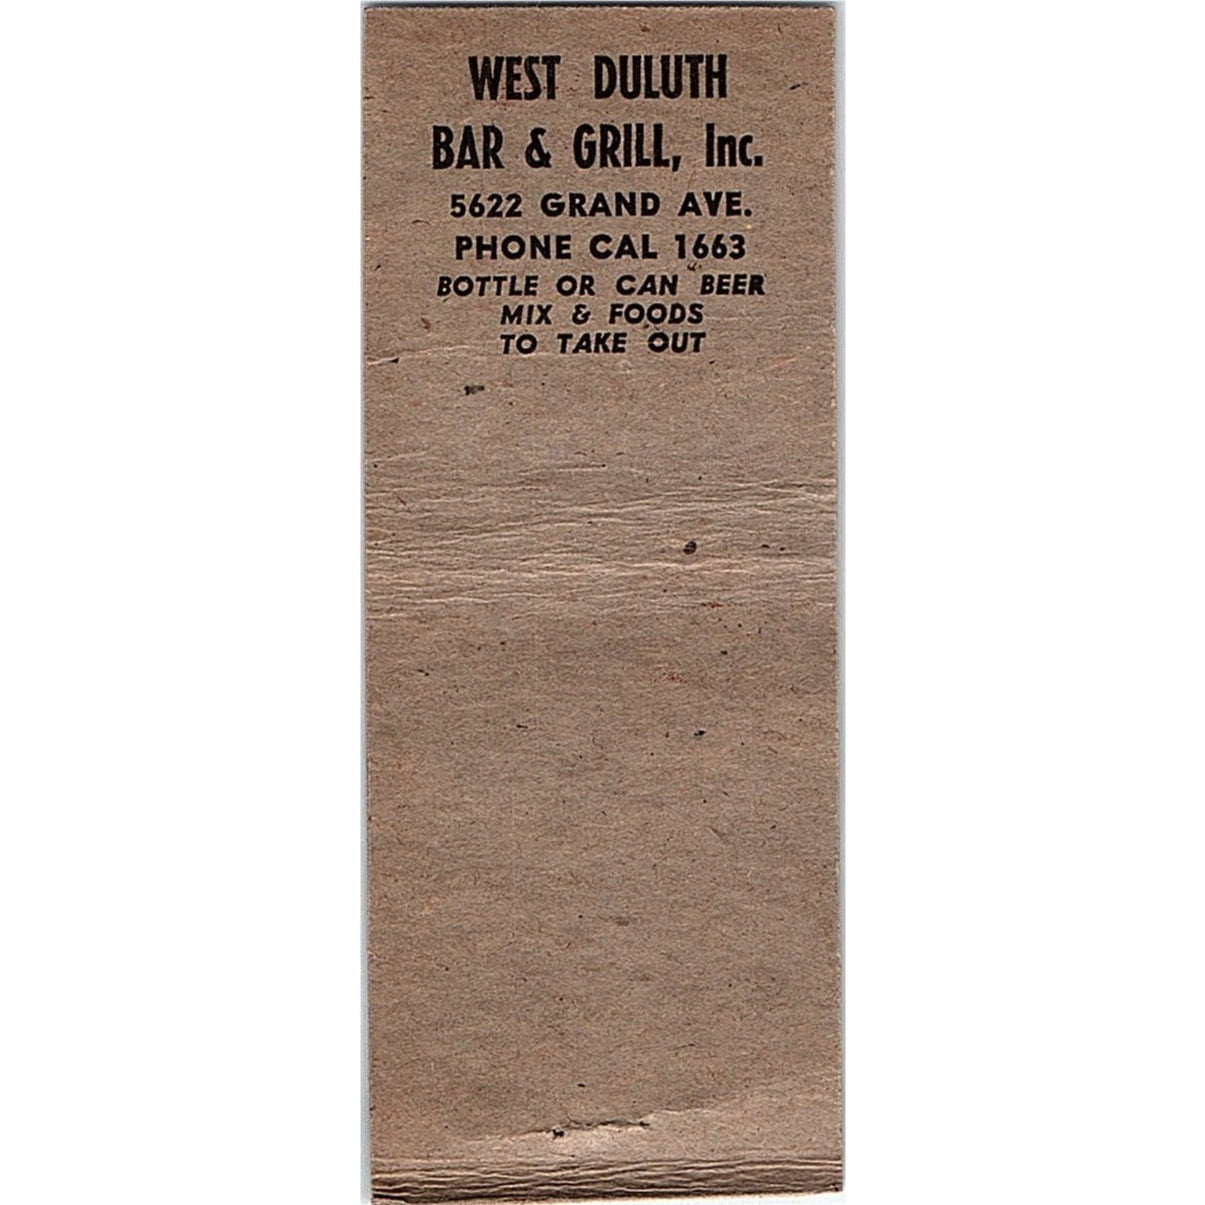 WEST DULUTH
BAR & GRILL, Inc.
5622 GRAND AVE.
PHONE CAL 1663
BOTTLE OR CAN BEER
MIX & FOODS
TO TAKE OUT